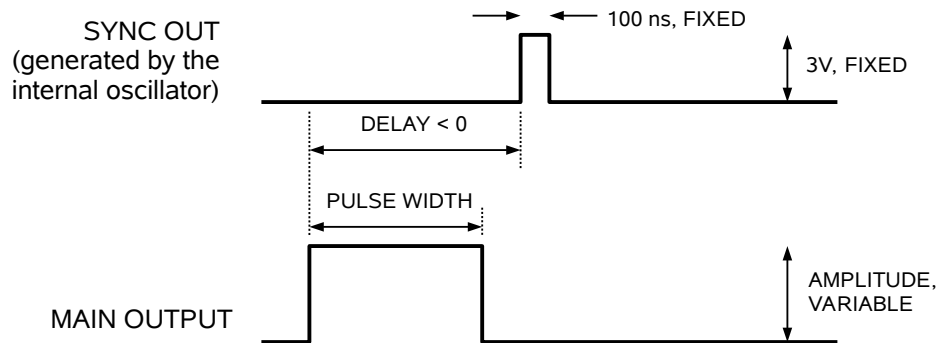 SYNC OUT
(generated by the
internal oscillator)
100 ns, FIXED
3V, FIXED
DELAY < 0
PULSE WIDTH
MAIN OUTPUT
AMPLITUDE,
VARIABLE